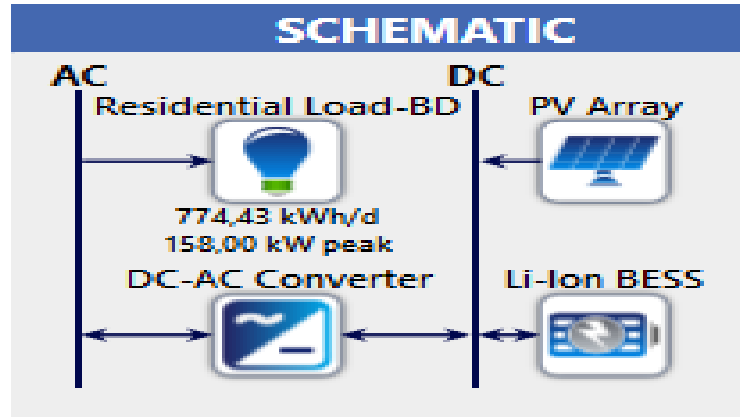 SCHEMATIC
AC DC
Residential Load-BD PV Array
774,43 kWh/d
158,00 kW peak
DC-AC Converter Li-Ion BESS